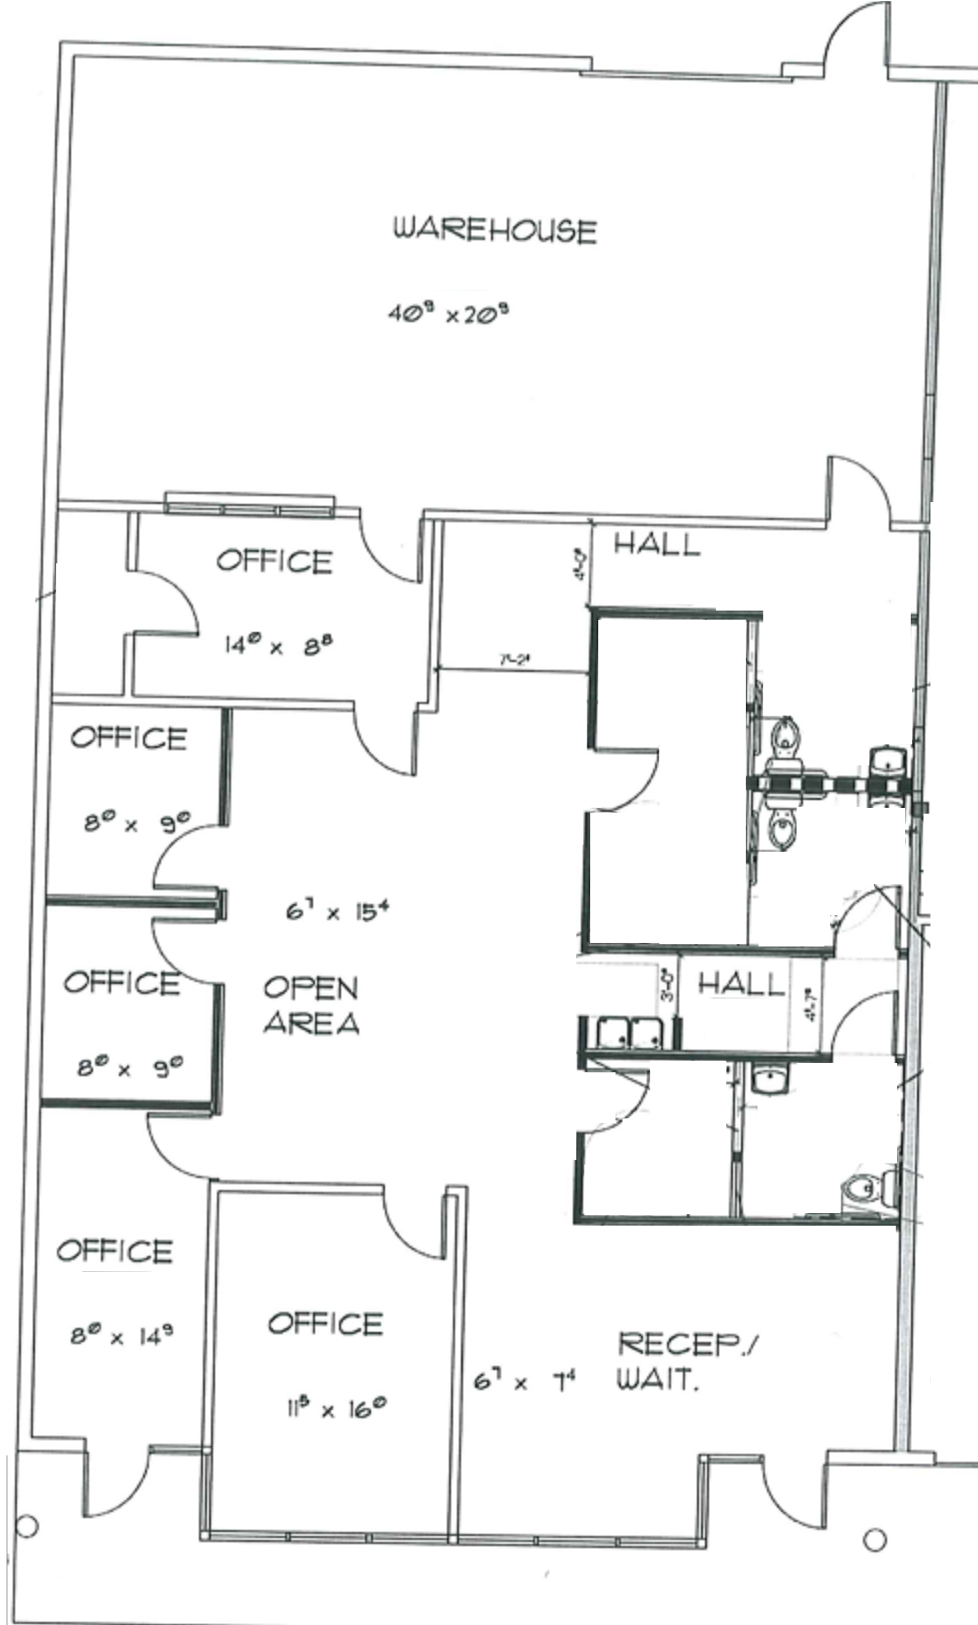 WAREHOUSE
40⁹ x 20⁹
HALL
4'-0"
OFFICE
14⁰ x 8⁸
7'-2"
OFFICE
8⁰ x 9⁰
6⁷ x 15⁴
OFFICE
OPEN
AREA
HALL
3'-0"
4'-7"
8⁰ x 9⁰
OFFICE
8⁰ x 14⁹
OFFICE
11⁵ x 16⁰
RECEP./
WAIT.
6⁷ x 7⁴